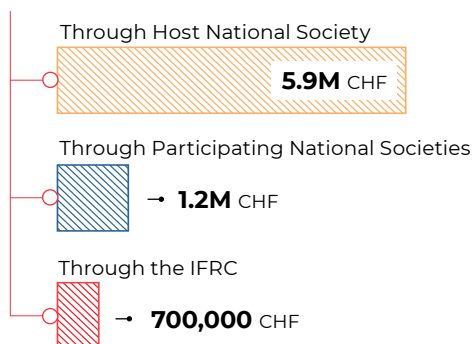 Through Host National Society
5.9M CHF
Through Participating National Societies
1.2M CHF
Through the IFRC
700,000 CHF